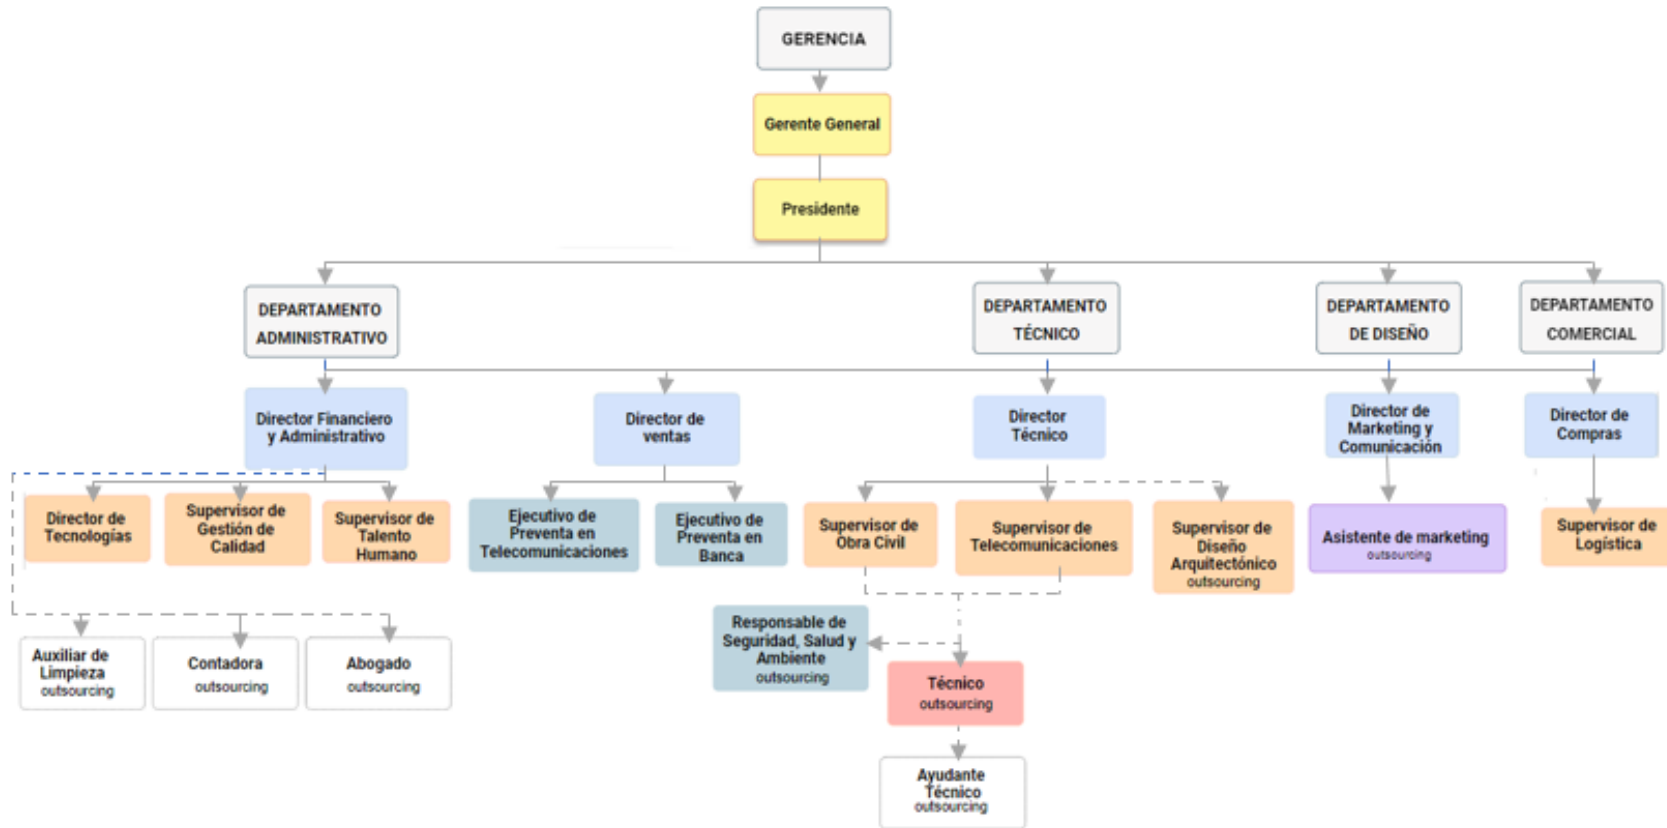 GERENCIA
Gerente General
Presidente
DEPARTAMENTO
ADMINISTRATIVO
DEPARTAMENTO
TÉCNICO
DEPARTAMENTO
DE DISEÑO
DEPARTAMENTO
COMERCIAL
Director Financiero
y Administrativo
Director de
ventas
Director
Técnico
Director de
Marketing y
Comunicación
Director de
Compras
Director de
Tecnologías
Supervisor de
Gestión de
Calidad
Supervisor de
Talento
Humano
Ejecutivo de
Preventa en
Telecomunicaciones
Ejecutivo de
Preventa en
Banca
Supervisor de
Obra Civil
Supervisor de
Telecomunicaciones
Supervisor de
Diseño
Arquitectónico
outsourcing
Asistente de marketing
outsourcing
Supervisor de
Logística
Auxiliar de
Limpieza
outsourcing
Contadora
outsourcing
Abogado
outsourcing
Responsable de
Seguridad, Salud y
Ambiente
outsourcing
Técnico
outsourcing
Ayudante
Técnico
outsourcing